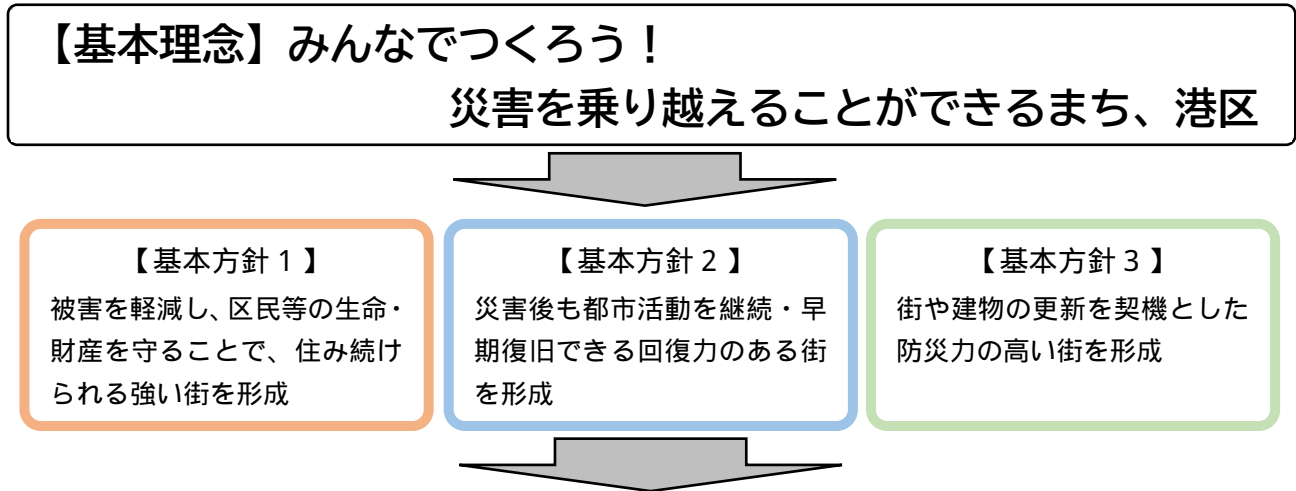 【基本理念】みんなでつくろう！
災害を乗り越えることができるまち、港区
【基本方針１】
被害を軽減し、区民等の生命・
財産を守ることで、住み続け
られる強い街を形成
【基本方針２】
災害後も都市活動を継続・早
期復旧できる回復力のある街
を形成
【基本方針３】
街や建物の更新を契機とした
防災力の高い街を形成